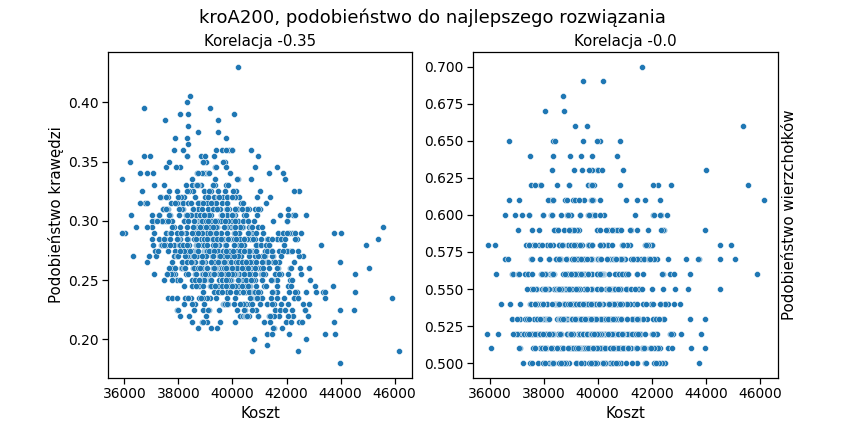 kroA200, podobieństwo do najlepszego rozwiązania
Korelacja -0.35
Podobieństwo krawędzi
0.40
0.35
0.30
0.25
0.20
36000 38000 40000 42000 44000 46000
Koszt
Korelacja -0.0
0.700
0.675
0.650
0.625
0.600
0.575
0.550
0.525
0.500
36000 38000 40000 42000 44000 46000
Koszt
Podobieństwo wierzchołków